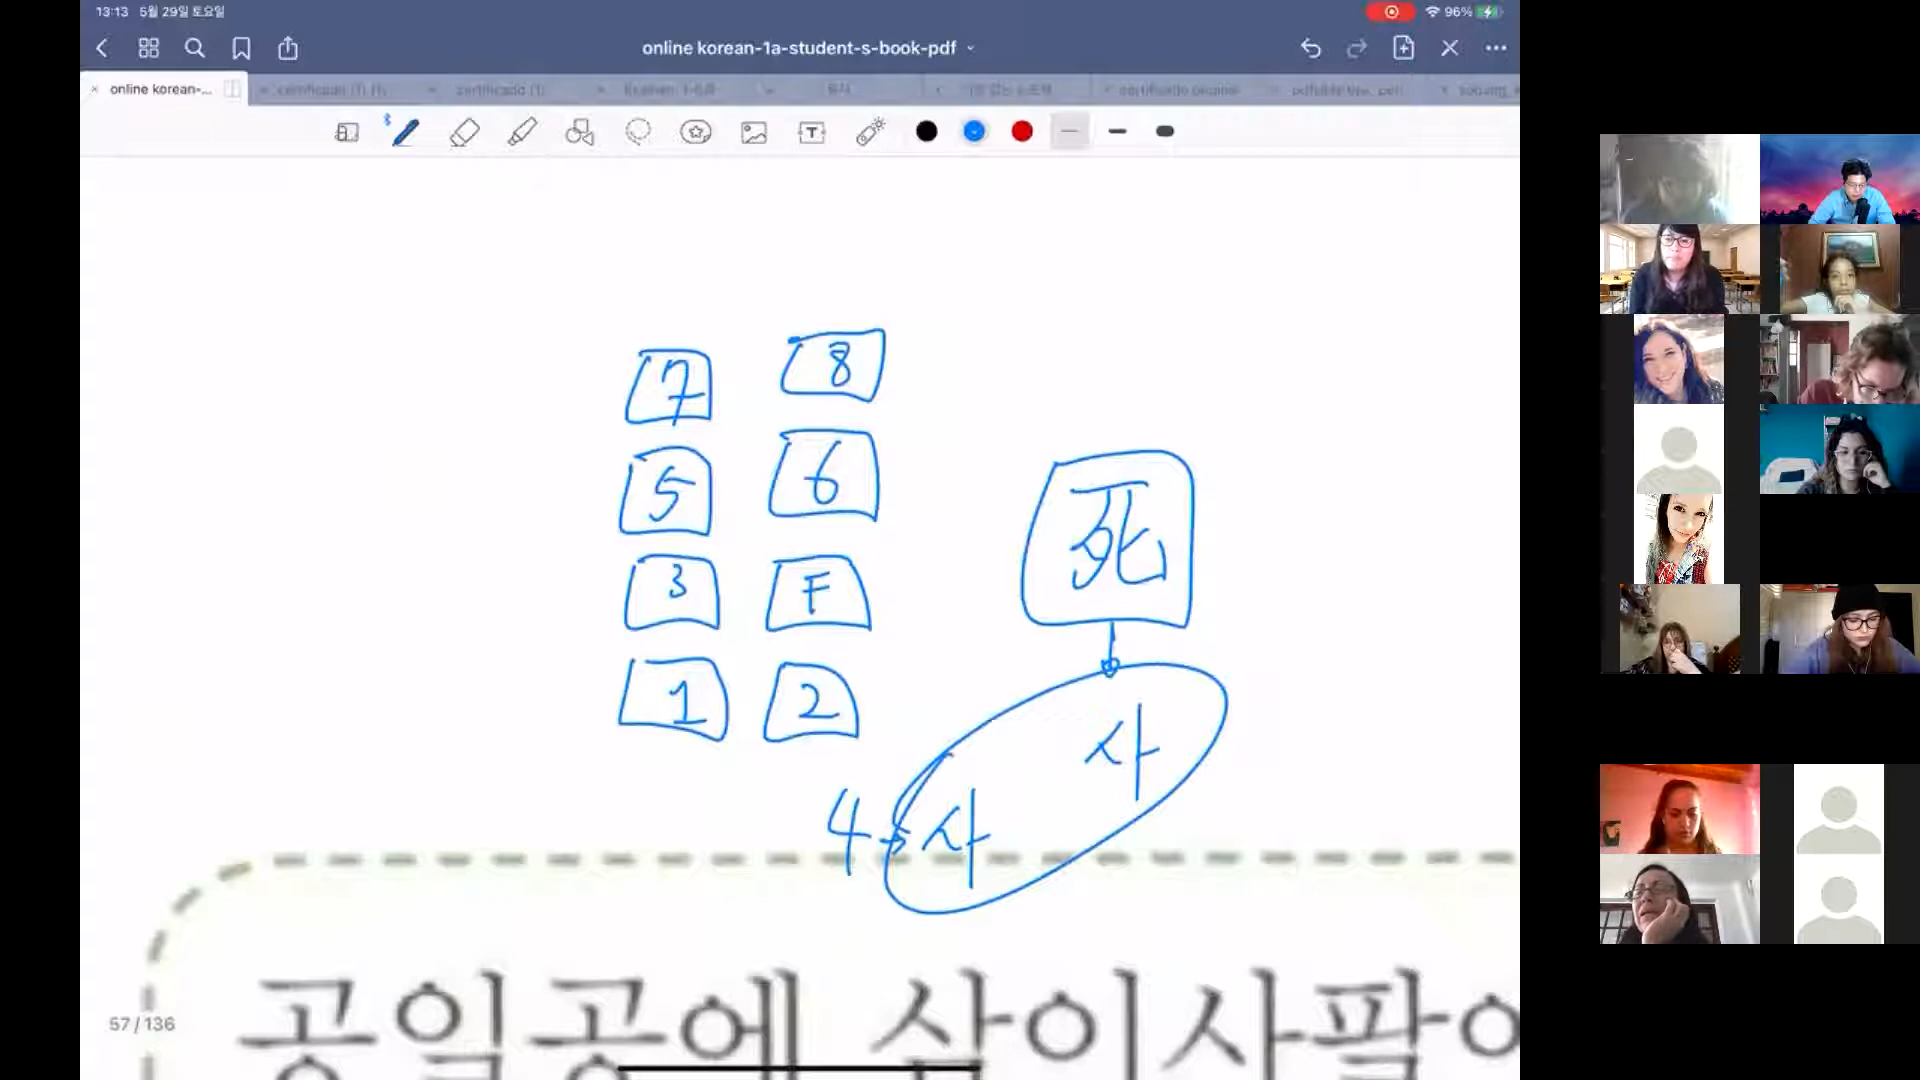 13:13 5월 29일 토요일
96%
online korean-1a-student-s-book-pdf
online korean-...
7 8
5 6
3 F
1 2
死
사
4 → 사
57 / 136
공일공에 삼이사팔